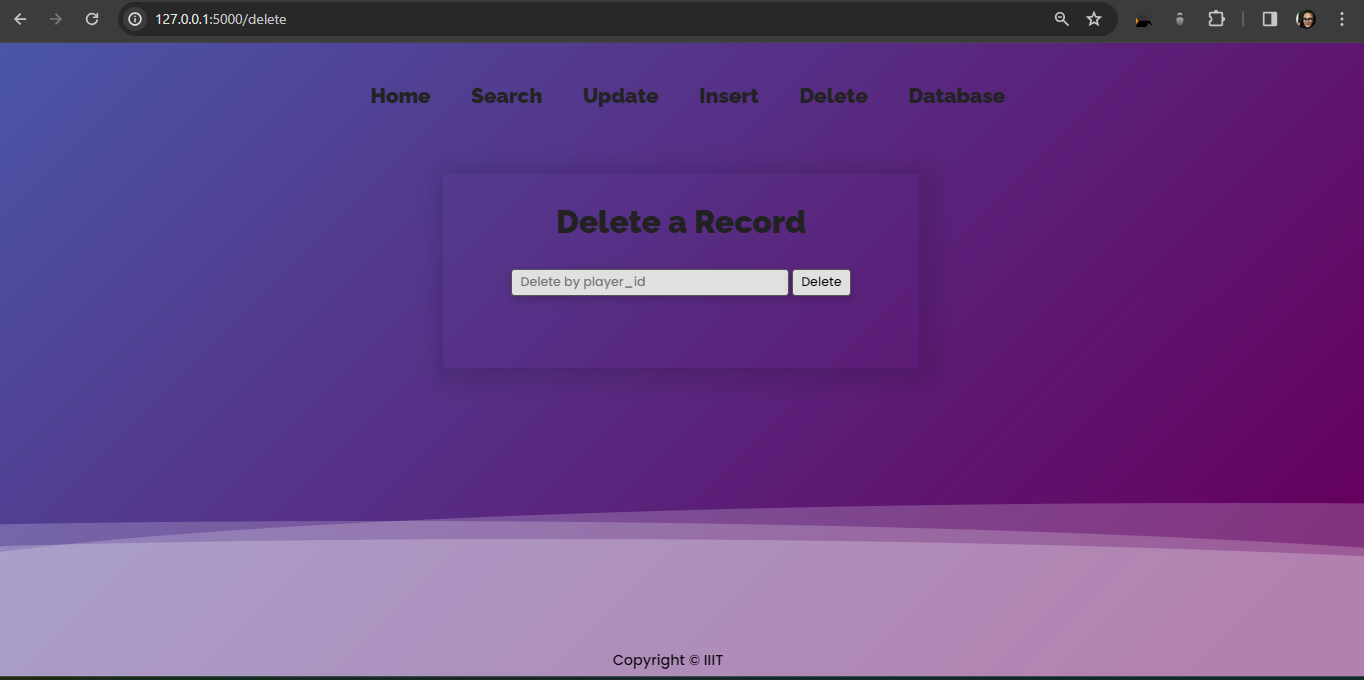 127.0.0.1:5000/delete
Home Search Update Insert Delete Database
Delete a Record
Delete by player_id Delete
Copyright © IIIT